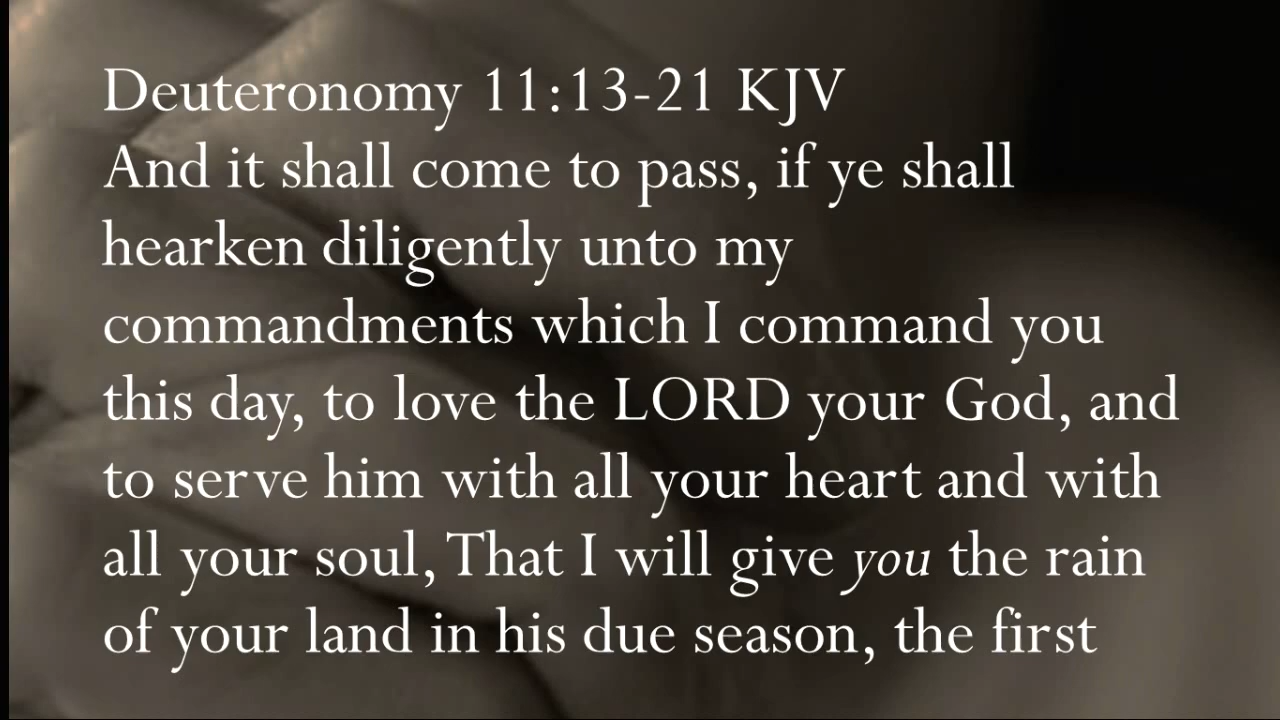 Deuteronomy 11:13-21 KJV
And it shall come to pass, if ye shall
hearken diligently unto my
commandments which I command you
this day, to love the LORD your God, and
to serve him with all your heart and with
all your soul, That I will give you the rain
of your land in his due season, the first